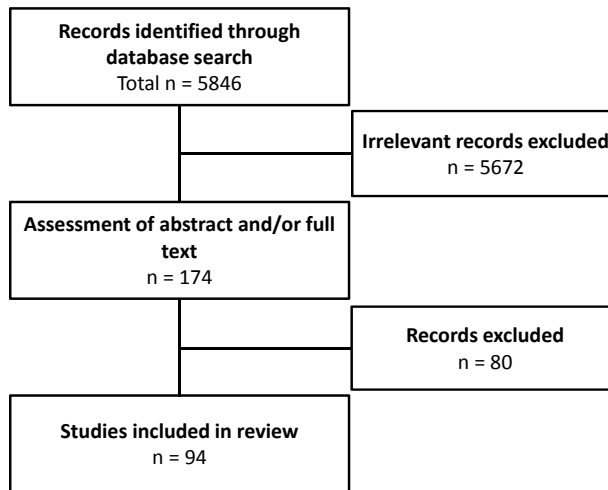 Records identified through
database search
Total n = 5846
Irrelevant records excluded
n = 5672
Assessment of abstract and/or full
text
n = 174
Records excluded
n = 80
Studies included in review
n = 94